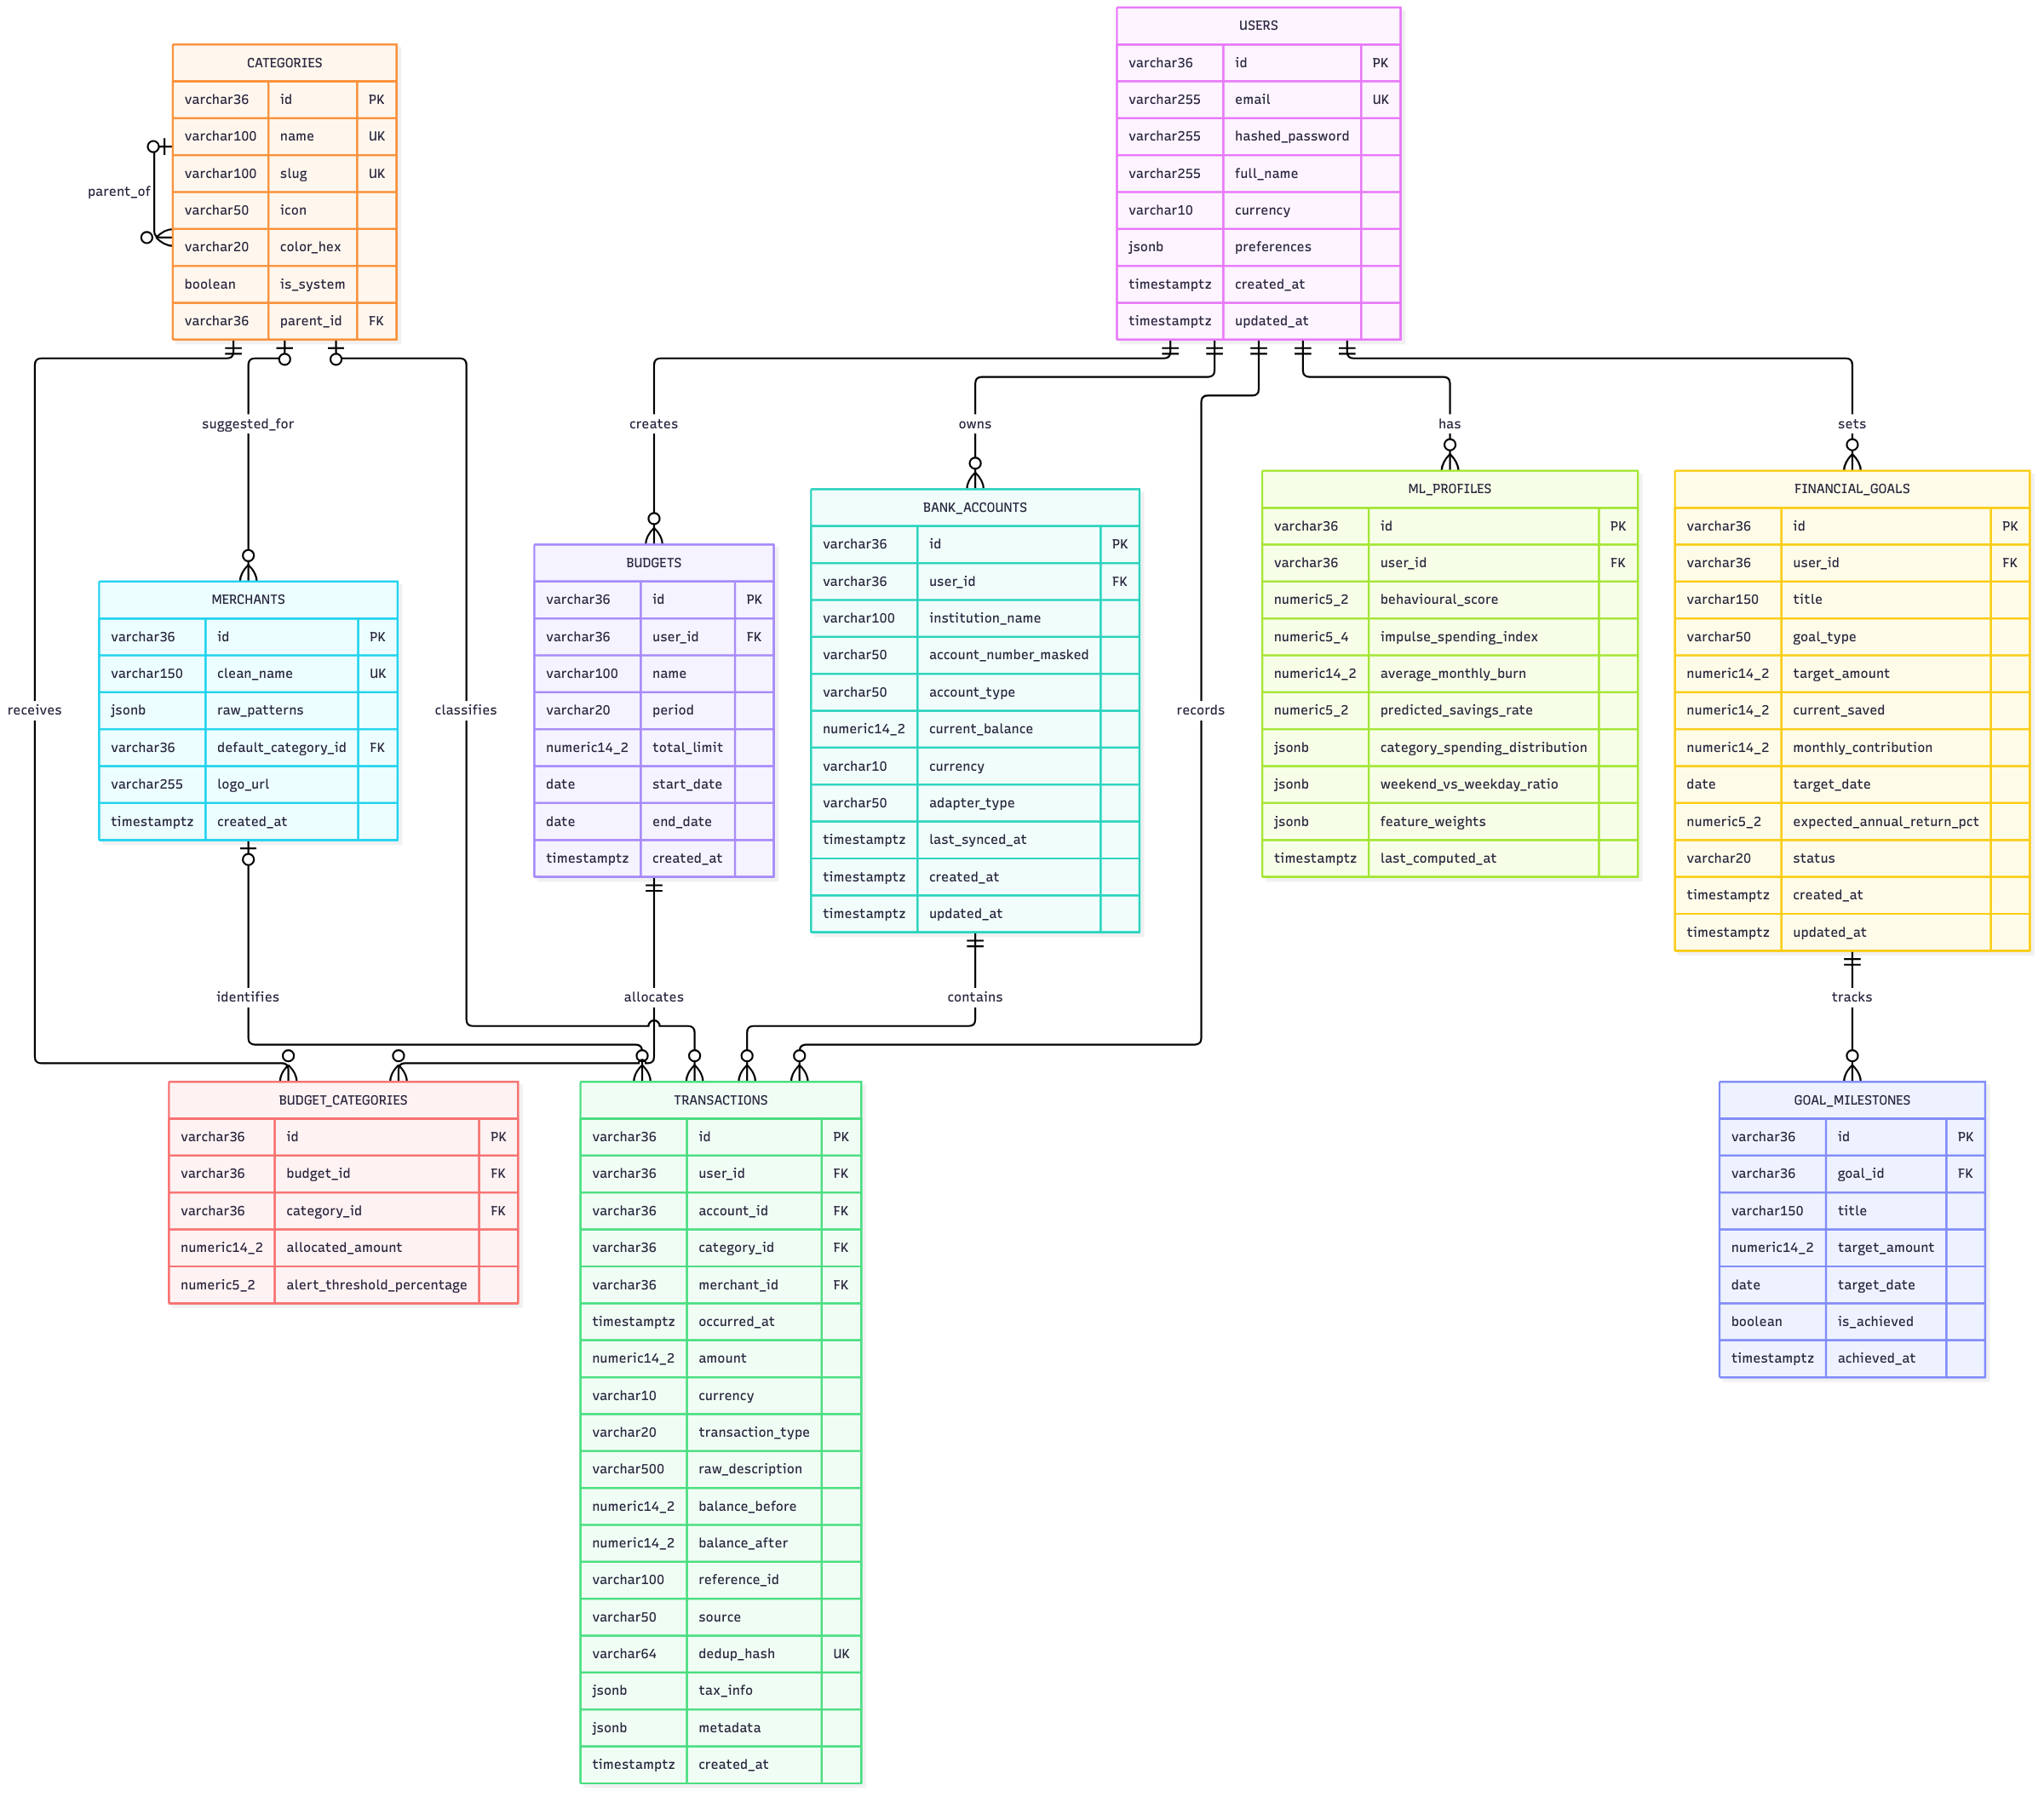 USERS
varchar36 id PK
varchar255 email UK
varchar255 hashed_password
varchar255 full_name
varchar10 currency
jsonb preferences
timestamptz created_at
timestamptz updated_at
CATEGORIES
varchar36 id PK
varchar100 name UK
varchar100 slug UK
varchar50 icon
varchar20 color_hex
boolean is_system
varchar36 parent_id FK
parent_of
suggested_for
creates
owns
has
sets
MERCHANTS
varchar36 id PK
varchar150 clean_name UK
jsonb raw_patterns
varchar36 default_category_id FK
varchar255 logo_url
timestamptz created_at
BUDGETS
varchar36 id PK
varchar36 user_id FK
varchar100 name
varchar20 period
numeric14_2 total_limit
date start_date
date end_date
timestamptz created_at
BANK_ACCOUNTS
varchar36 id PK
varchar36 user_id FK
varchar100 institution_name
varchar50 account_number_masked
varchar50 account_type
numeric14_2 current_balance
varchar10 currency
varchar50 adapter_type
timestamptz last_synced_at
timestamptz created_at
timestamptz updated_at
ML_PROFILES
varchar36 id PK
varchar36 user_id FK
numeric5_2 behavioural_score
numeric5_4 impulse_spending_index
numeric14_2 average_monthly_burn
numeric5_2 predicted_savings_rate
jsonb category_spending_distribution
jsonb weekend_vs_weekday_ratio
jsonb feature_weights
timestamptz last_computed_at
FINANCIAL_GOALS
varchar36 id PK
varchar36 user_id FK
varchar150 title
varchar50 goal_type
numeric14_2 target_amount
numeric14_2 current_saved
numeric14_2 monthly_contribution
date target_date
numeric5_2 expected_annual_return_pct
varchar20 status
timestamptz created_at
timestamptz updated_at
receives
classifies
records
identifies
allocates
contains
tracks
BUDGET_CATEGORIES
varchar36 id PK
varchar36 budget_id FK
varchar36 category_id FK
numeric14_2 allocated_amount
numeric5_2 alert_threshold_percentage
TRANSACTIONS
varchar36 id PK
varchar36 user_id FK
varchar36 account_id FK
varchar36 category_id FK
varchar36 merchant_id FK
timestamptz occurred_at
numeric14_2 amount
varchar10 currency
varchar20 transaction_type
varchar500 raw_description
numeric14_2 balance_before
numeric14_2 balance_after
varchar100 reference_id
varchar50 source
varchar64 dedup_hash UK
jsonb tax_info
jsonb metadata
timestamptz created_at
GOAL_MILESTONES
varchar36 id PK
varchar36 goal_id FK
varchar150 title
numeric14_2 target_amount
date target_date
boolean is_achieved
timestamptz achieved_at